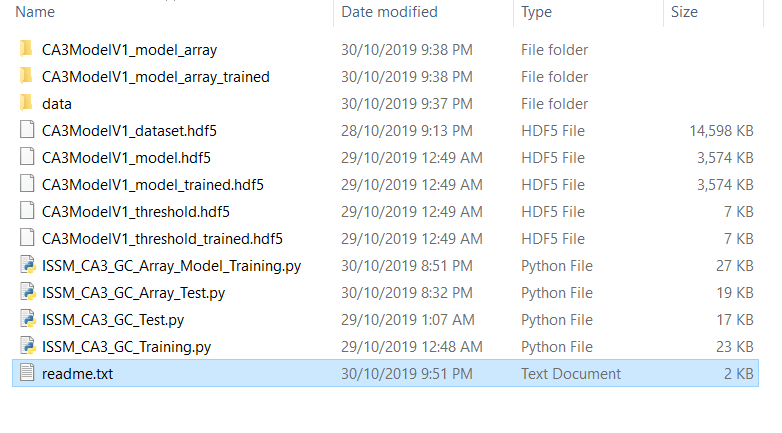 Name Date modified Type Size
CA3ModelV1_model_array 30/10/2019 9:38 PM File folder
CA3ModelV1_model_array_trained 30/10/2019 9:38 PM File folder
data 30/10/2019 9:37 PM File folder
CA3ModelV1_dataset.hdf5 28/10/2019 9:13 PM HDF5 File 14,598 KB
CA3ModelV1_model.hdf5 29/10/2019 12:49 AM HDF5 File 3,574 KB
CA3ModelV1_model_trained.hdf5 29/10/2019 12:49 AM HDF5 File 3,574 KB
CA3ModelV1_threshold.hdf5 29/10/2019 12:49 AM HDF5 File 7 KB
CA3ModelV1_threshold_trained.hdf5 29/10/2019 12:49 AM HDF5 File 7 KB
ISSM_CA3_GC_Array_Model_Training.py 30/10/2019 8:51 PM Python File 27 KB
ISSM_CA3_GC_Array_Test.py 30/10/2019 8:32 PM Python File 19 KB
ISSM_CA3_GC_Test.py 29/10/2019 1:07 AM Python File 17 KB
ISSM_CA3_GC_Training.py 29/10/2019 12:48 AM Python File 23 KB
readme.txt 30/10/2019 9:51 PM Text Document 2 KB